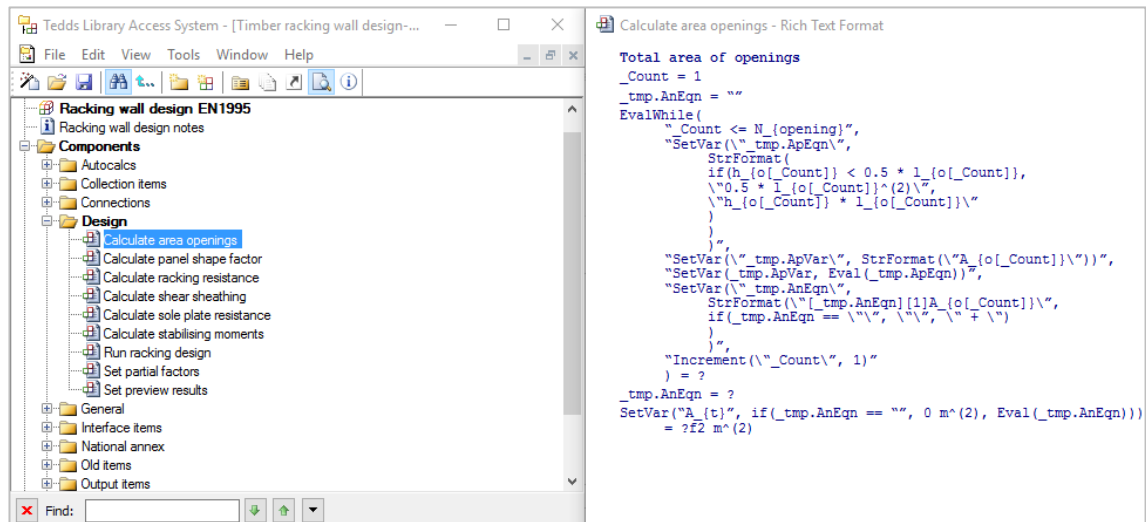 Tedds Library Access System - [Timber racking wall design-...
File Edit View Tools Window Help
Racking wall design EN1995
Racking wall design notes
Components
Autocalcs
Collection items
Connections
Design
Calculate area openings
Calculate panel shape factor
Calculate racking resistance
Calculate shear sheathing
Calculate sole plate resistance
Calculate stabilising moments
Run racking design
Set partial factors
Set preview results
General
Interface items
National annex
Old items
Output items
Find:
Calculate area openings - Rich Text Format
Total area of openings
_Count = 1
_tmp.AnEqn = “”
EvalWhile(
“_Count <= N_{opening}”,
“SetVar(\“_tmp.ApEqn\”,
StrFormat(
if(h_{o[_Count]} < 0.5 * l_{o[_Count]},
\“0.5 * l_{o[_Count]}^(2)\”,
\“h_{o[_Count]} * l_{o[_Count]}\”
)
)
)”,
“SetVar(\“_tmp.ApVar\”, StrFormat(\“A_{o[_Count]}\”))”,
“SetVar(_tmp.ApVar, Eval(_tmp.ApEqn))”,
“SetVar(\“_tmp.AnEqn\”,
StrFormat(\“[_tmp.AnEqn][1]A_{o[_Count]}\”,
if(_tmp.AnEqn == \“\”, \“\”, \“ + \”)
)
)”,
“Increment(\“_Count\”, 1)”
) = ?
_tmp.AnEqn = ?
SetVar(“A_{t}”, if(_tmp.AnEqn == “”, 0 m^(2), Eval(_tmp.AnEqn)))
= ?f2 m^(2)